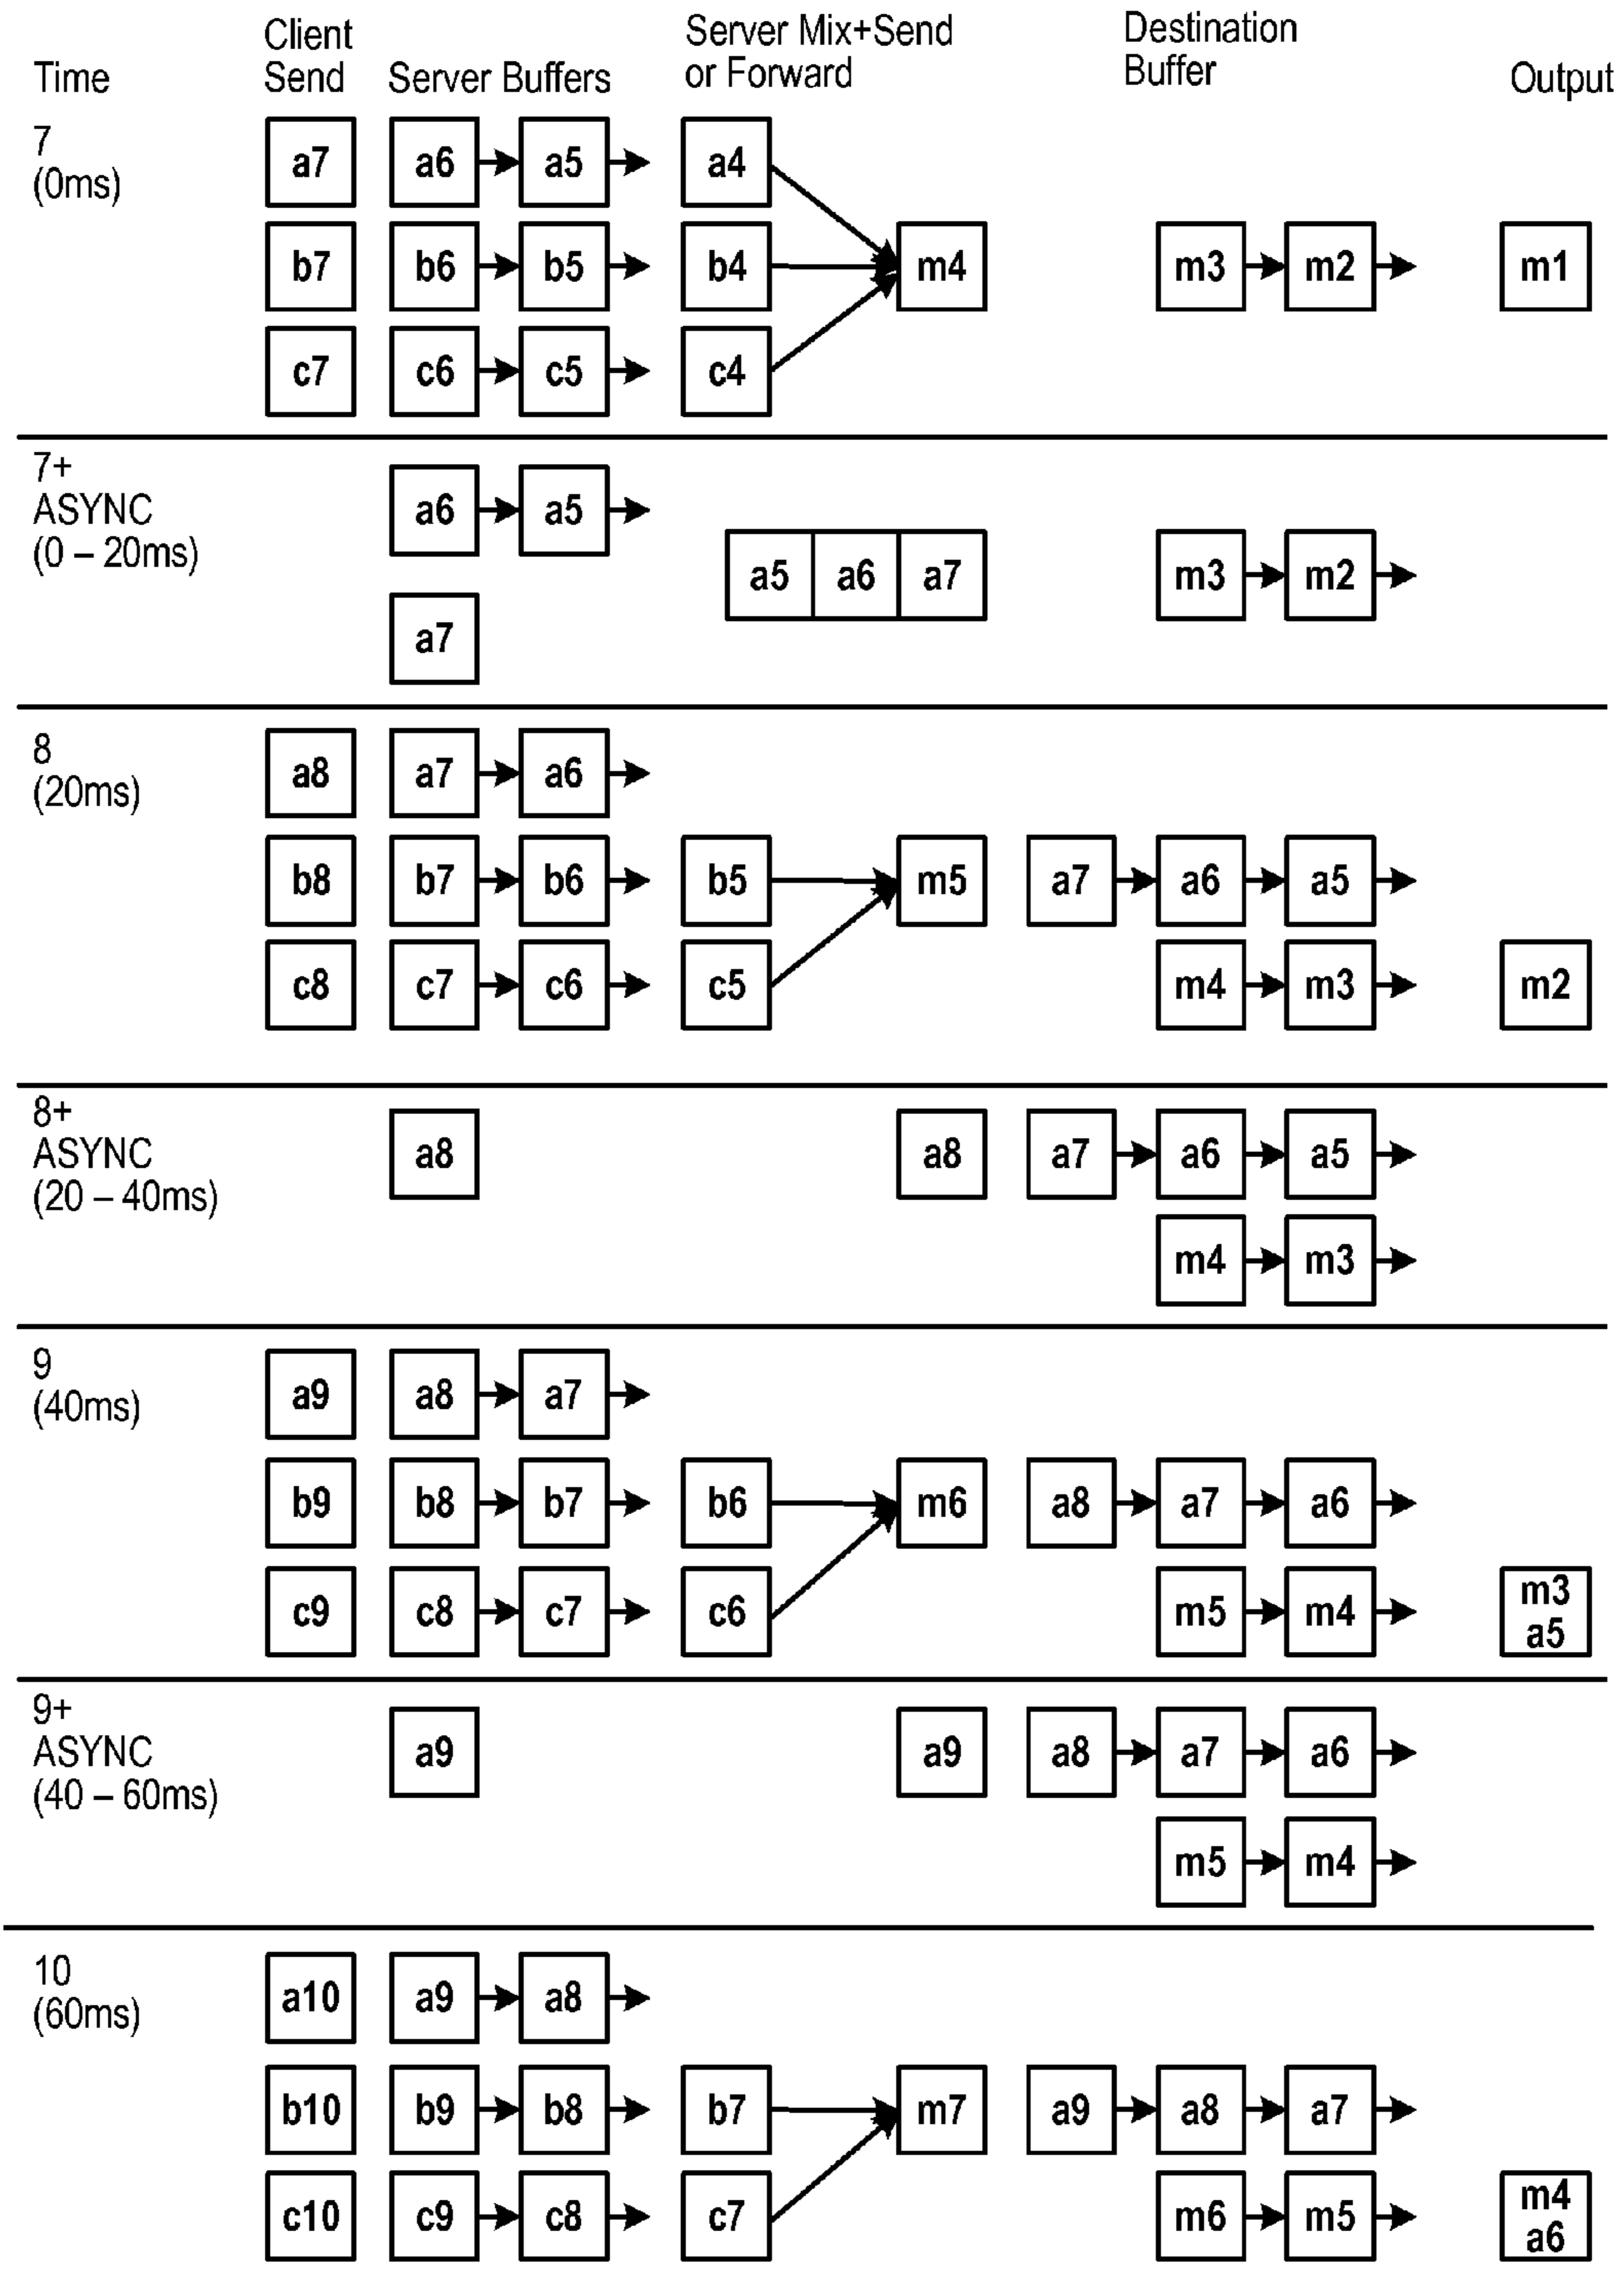 Time
Client
Send
Server Buffers
Server Mix+Send
or Forward
Destination
Buffer
Output
7
(0ms)
a7 a6 a5 a4
b7 b6 b5 b4 m4 m3 m2 m1
c7 c6 c5 c4
7+
ASYNC
(0 – 20ms)
a6 a5
a5 a6 a7 m3 m2
a7
8
(20ms)
a8 a7 a6
b8 b7 b6 b5 m5 a7 a6 a5
c8 c7 c6 c5 m4 m3 m2
8+
ASYNC
(20 – 40ms)
a8 a8 a7 a6 a5
m4 m3
9
(40ms)
a9 a8 a7
b9 b8 b7 b6 m6 a8 a7 a6
c9 c8 c7 c6 m5 m4 m3
a5
9+
ASYNC
(40 – 60ms)
a9 a9 a8 a7 a6
m5 m4
10
(60ms)
a10 a9 a8
b10 b9 b8 b7 m7 a9 a8 a7
c10 c9 c8 c7 m6 m5 m4
a6